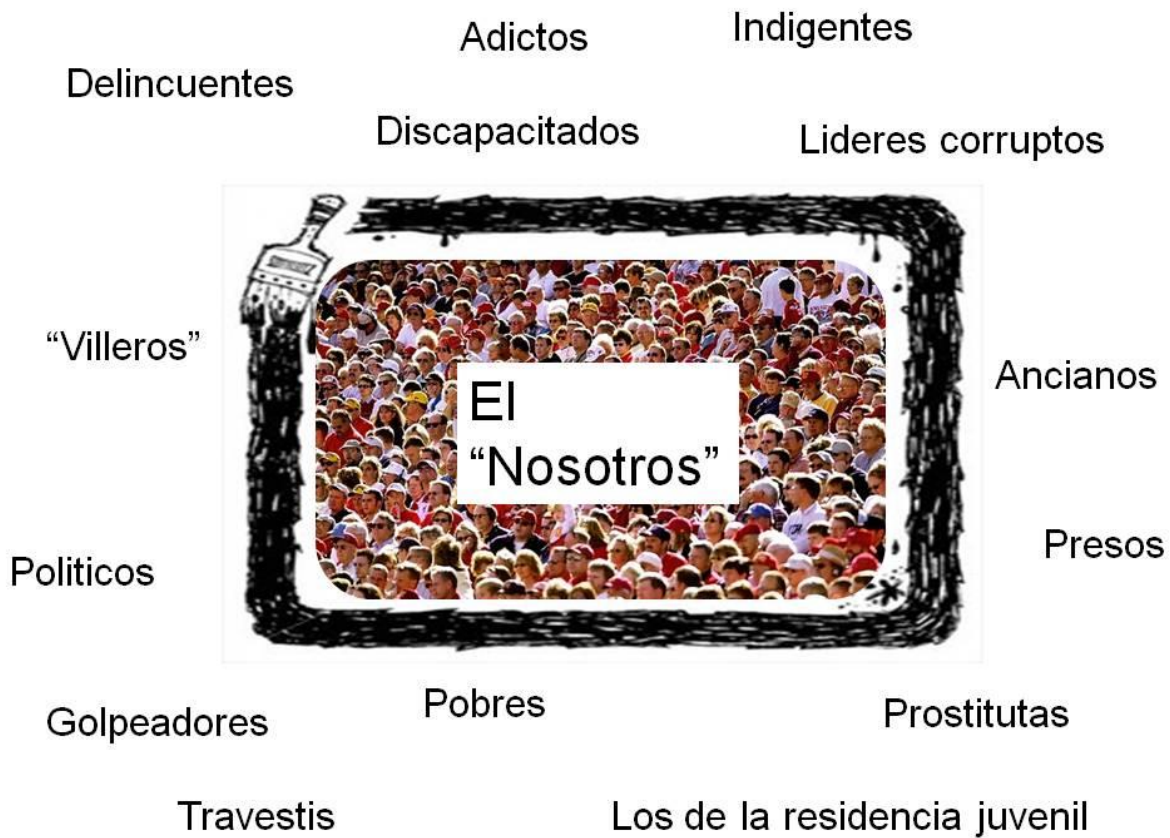 Adictos
Indigentes
Delincuentes
Discapacitados
Lideres corruptos
“Villeros”
El
“Nosotros”
Ancianos
Presos
Politicos
Pobres
Prostitutas
Golpeadores
Travestis
Los de la residencia juvenil